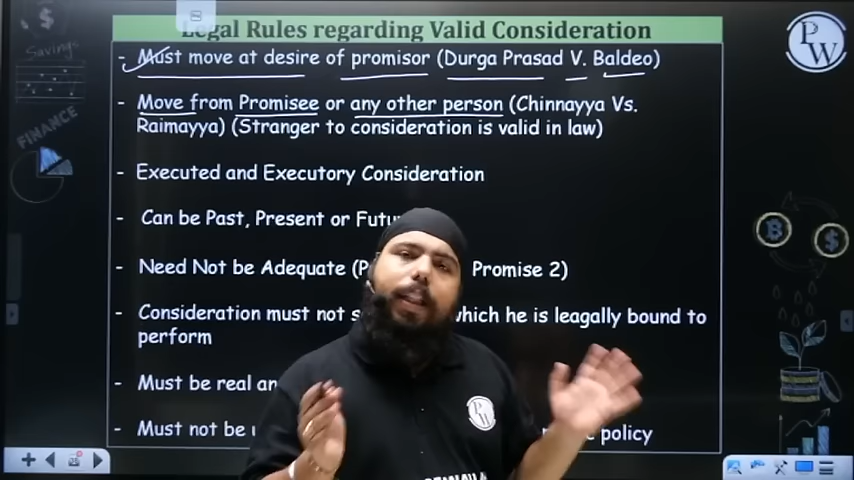 Legal Rules regarding Valid Consideration
- Must move at desire of promisor (Durga Prasad V. Baldeo)
- Move from Promisee or any other person (Chinnayya Vs.
Raimayya) (Stranger to consideration is valid in law)
- Executed and Executory Consideration
- Can be Past, Present or
- Need Not be Adequate Promise 2)
- Consideration must not which he is leagally bound to
perform
- Must be real
- Must not be policy
Savings
FINANCE
PW
PW